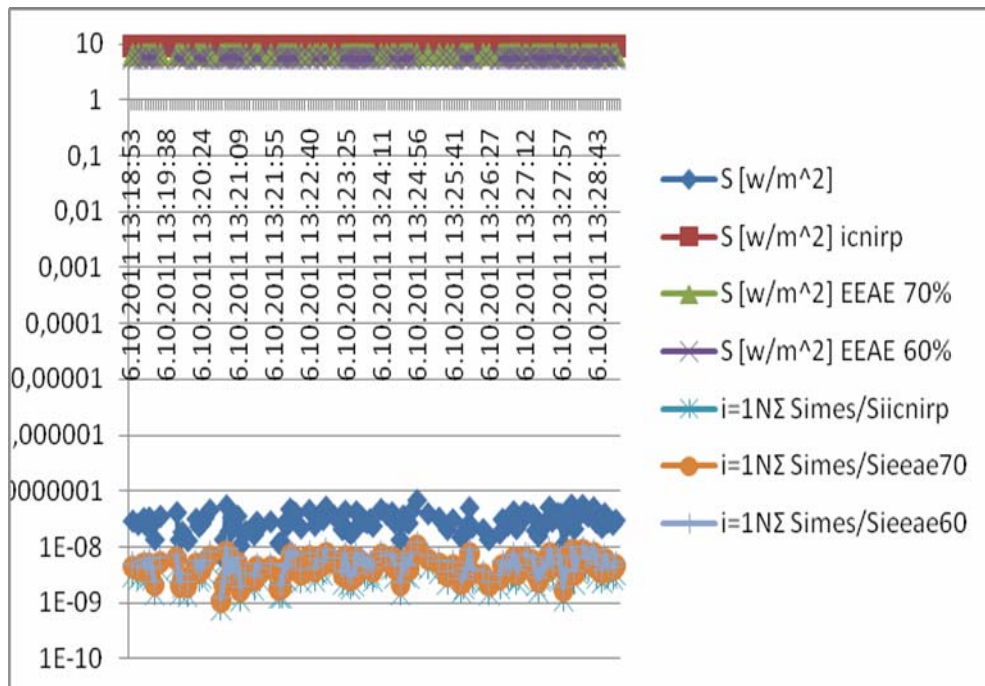 10
1
0,1
0,01
0,001
0,0001
0,00001
,000001
000001
1E-08
1E-09
1E-10
6.10.2011 13:18:53
6.10.2011 13:19:38
6.10.2011 13:20:24
6.10.2011 13:21:09
6.10.2011 13:21:55
6.10.2011 13:22:40
6.10.2011 13:23:25
6.10.2011 13:24:11
6.10.2011 13:24:56
6.10.2011 13:25:41
6.10.2011 13:26:27
6.10.2011 13:27:12
6.10.2011 13:27:57
6.10.2011 13:28:43
S [w/m^2]
S [w/m^2] icnirp
S [w/m^2] EEAE 70%
S [w/m^2] EEAE 60%
i=1NΣ Simes/Siicnirp
i=1NΣ Simes/Sieeae70
i=1NΣ Simes/Sieeae60